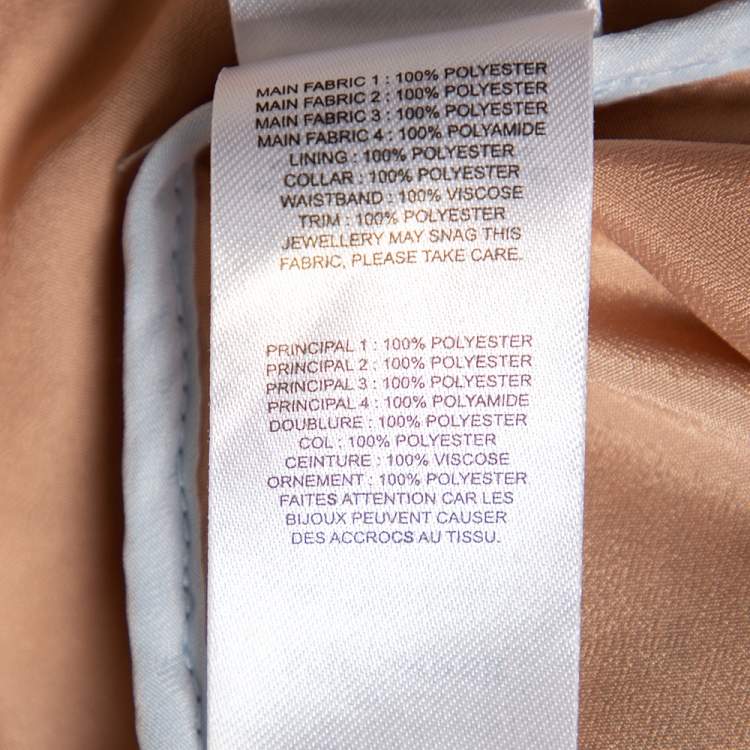 MAIN FABRIC 1 : 100% POLYESTER
MAIN FABRIC 2 : 100% POLYESTER
MAIN FABRIC 3 : 100% POLYESTER
MAIN FABRIC 4 : 100% POLYAMIDE
LINING : 100% POLYESTER
COLLAR : 100% POLYESTER
WAISTBAND : 100% VISCOSE
TRIM : 100% POLYESTER
JEWELLERY MAY SNAG THIS
FABRIC, PLEASE TAKE CARE.
PRINCIPAL 1 : 100% POLYESTER
PRINCIPAL 2 : 100% POLYESTER
PRINCIPAL 3 : 100% POLYESTER
PRINCIPAL 4 : 100% POLYAMIDE
DOUBLURE : 100% POLYESTER
COL : 100% POLYESTER
CEINTURE : 100% VISCOSE
ORNEMENT : 100% POLYESTER
FAITES ATTENTION CAR LES
BIJOUX PEUVENT CAUSER
DES ACCROCS AU TISSU.